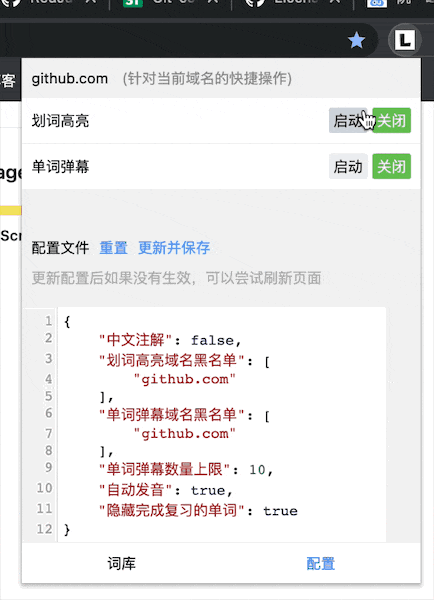 L
客
github.com (针对当前域名的快捷操作)
划词高亮 启动 关闭
age
单词弹幕 启动 关闭
Scr
配置文件 重置 更新并保存
更新配置后如果没有生效，可以尝试刷新页面
1 {
2 "中文注解": false,
3 "划词高亮域名黑名单": [
4 "github.com"
5 ],
6 "单词弹幕域名黑名单": [
7 "github.com"
8 ],
9 "单词弹幕数量上限": 10,
10 "自动发音": true,
11 "隐藏完成复习的单词": true
12 }
词库 配置